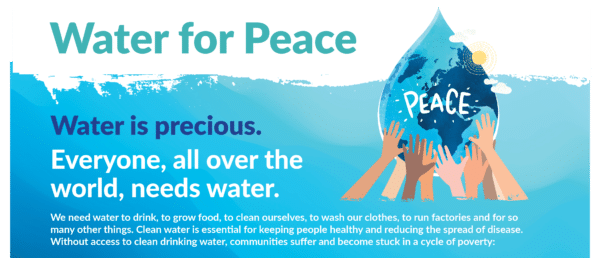 Water for Peace
PEACE
Water is precious.
Everyone, all over the
world, needs water.
We need water to drink, to grow food, to clean ourselves, to wash our clothes, to run factories and for so
many other things. Clean water is essential for keeping people healthy and reducing the spread of disease.
Without access to clean drinking water, communities suffer and become stuck in a cycle of poverty: